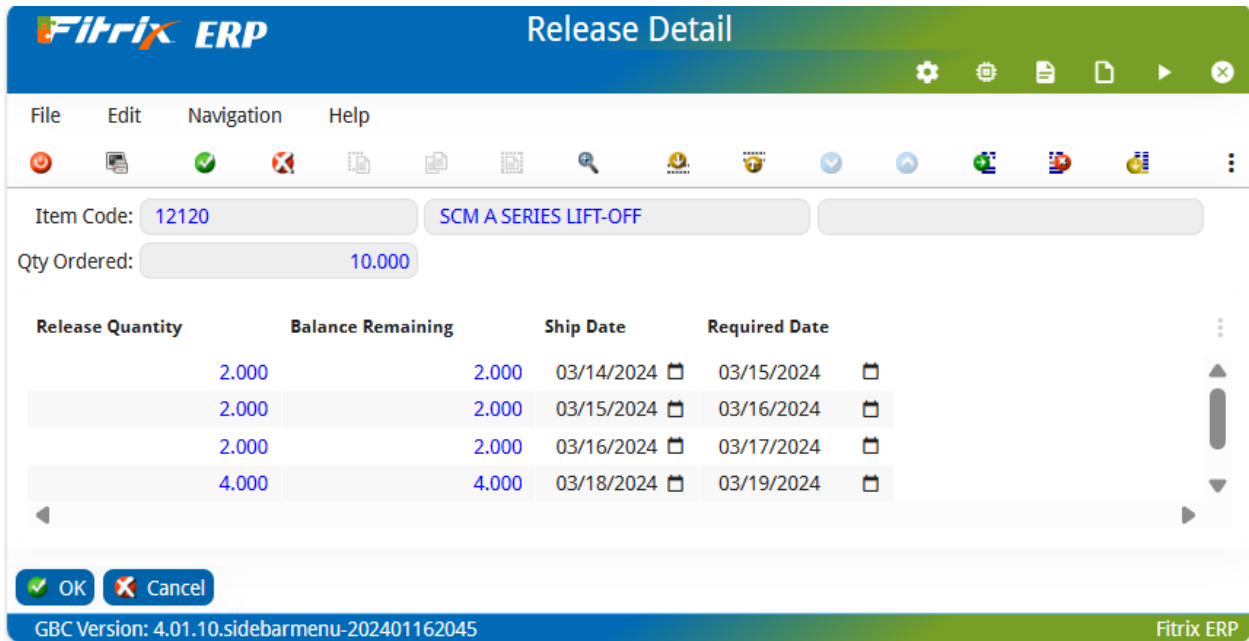 Fitrix ERP Release Detail
File Edit Navigation Help
Item Code: 12120 SCM A SERIES LIFT-OFF
Qty Ordered: 10.000
Release Quantity Balance Remaining Ship Date Required Date
2.000 2.000 03/14/2024 03/15/2024
2.000 2.000 03/15/2024 03/16/2024
2.000 2.000 03/16/2024 03/17/2024
4.000 4.000 03/18/2024 03/19/2024
OK Cancel
GBC Version: 4.01.10.sidebarmenu-202401162045 Fitrix ERP